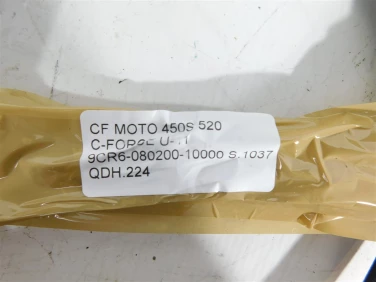 CF MOTO 450S 520
C-FORCE
9CR6-080200-10000 S.1037
QDH.224